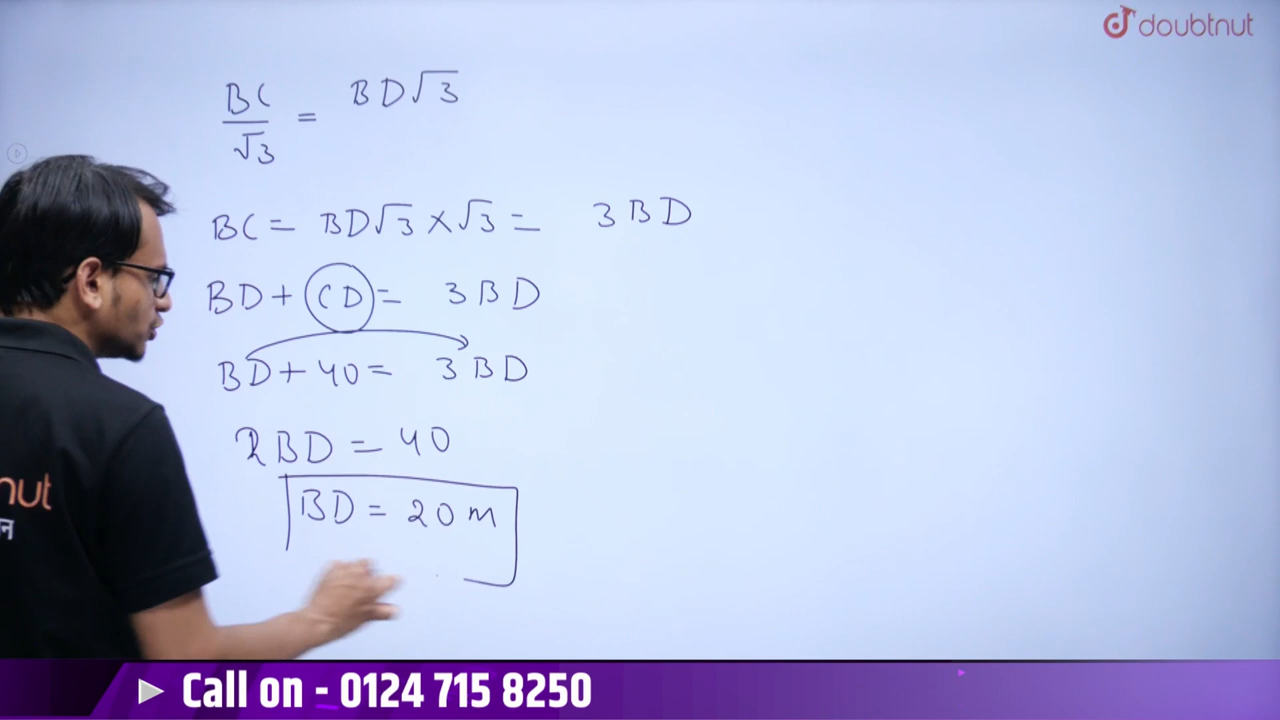 doubtnut
BC/√3 = BD√3
BC = BD√3 × √3 = 3BD
BD + CD = 3BD
BD + 40 = 3BD
2BD = 40
BD = 20 m
nut
न
Call on - 0124 715 8250